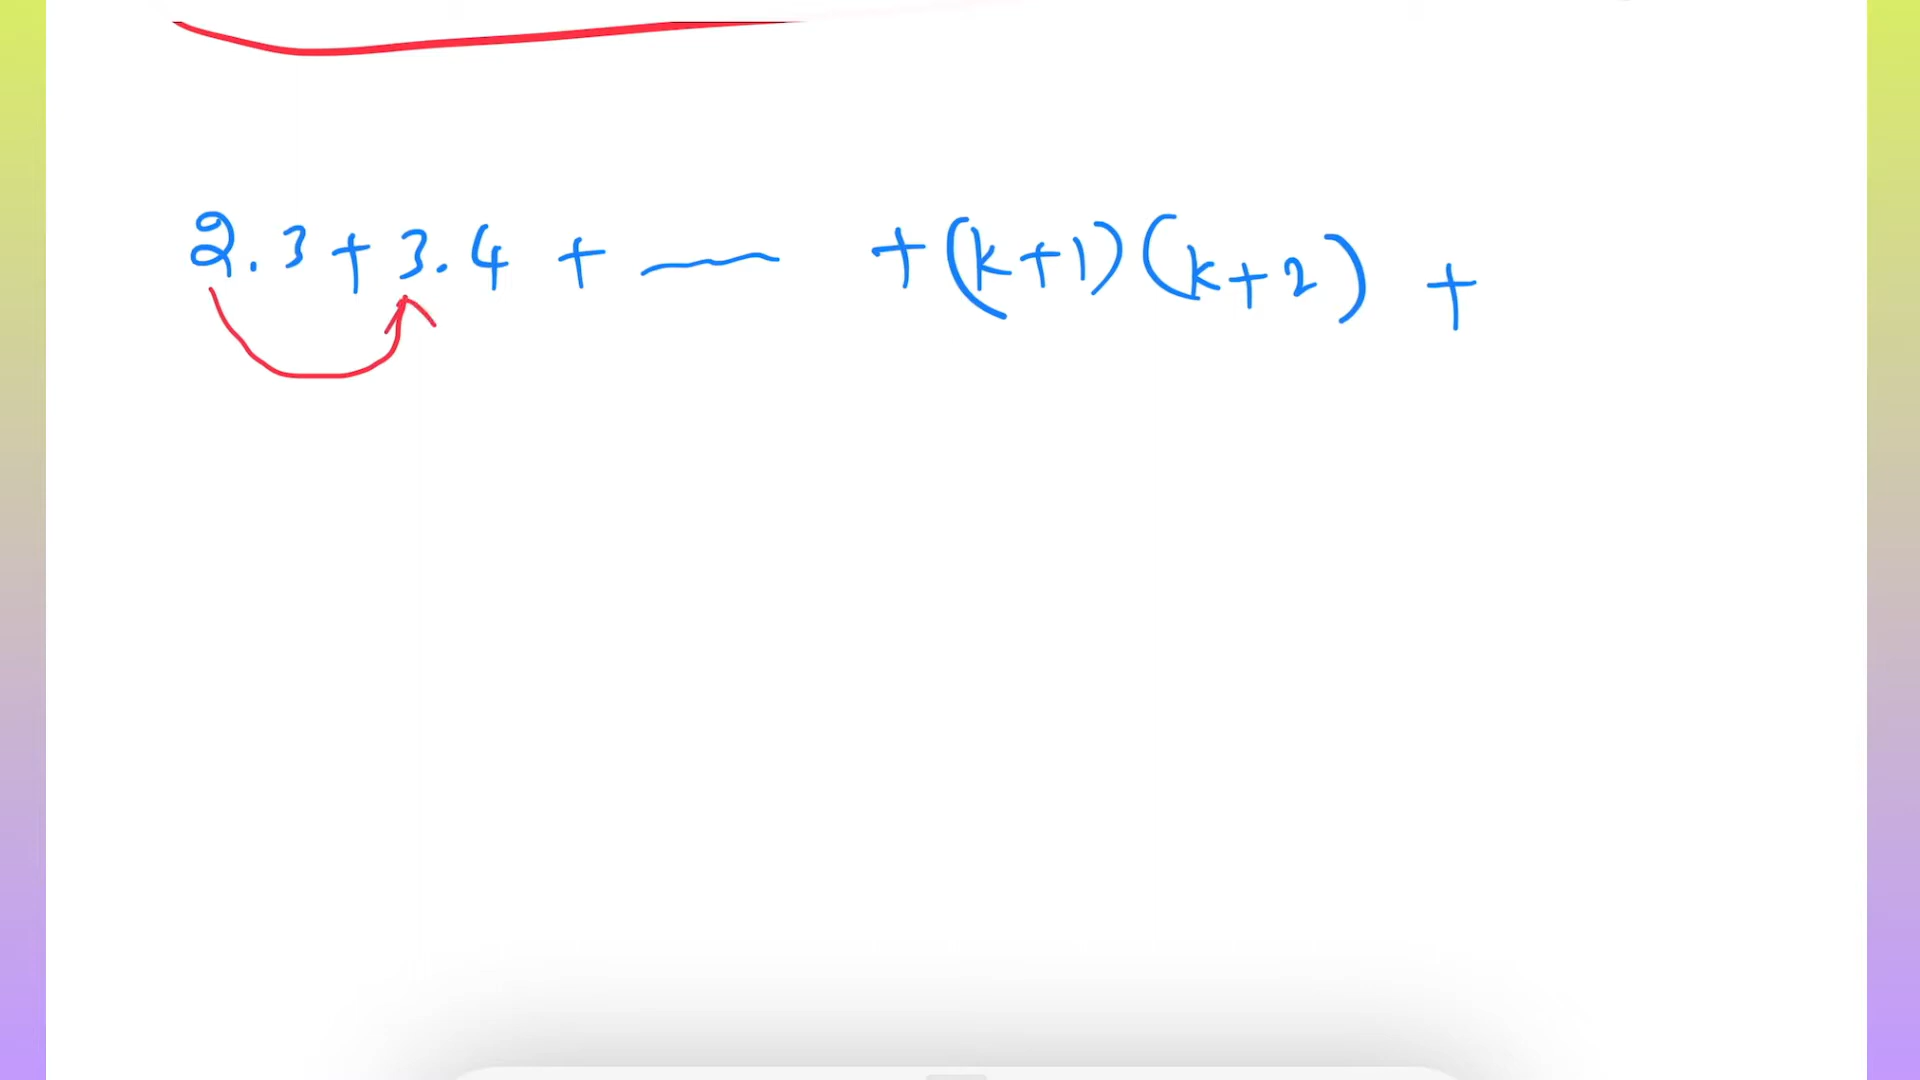 2.3+3.4 + —— +(k+1)(k+2) +